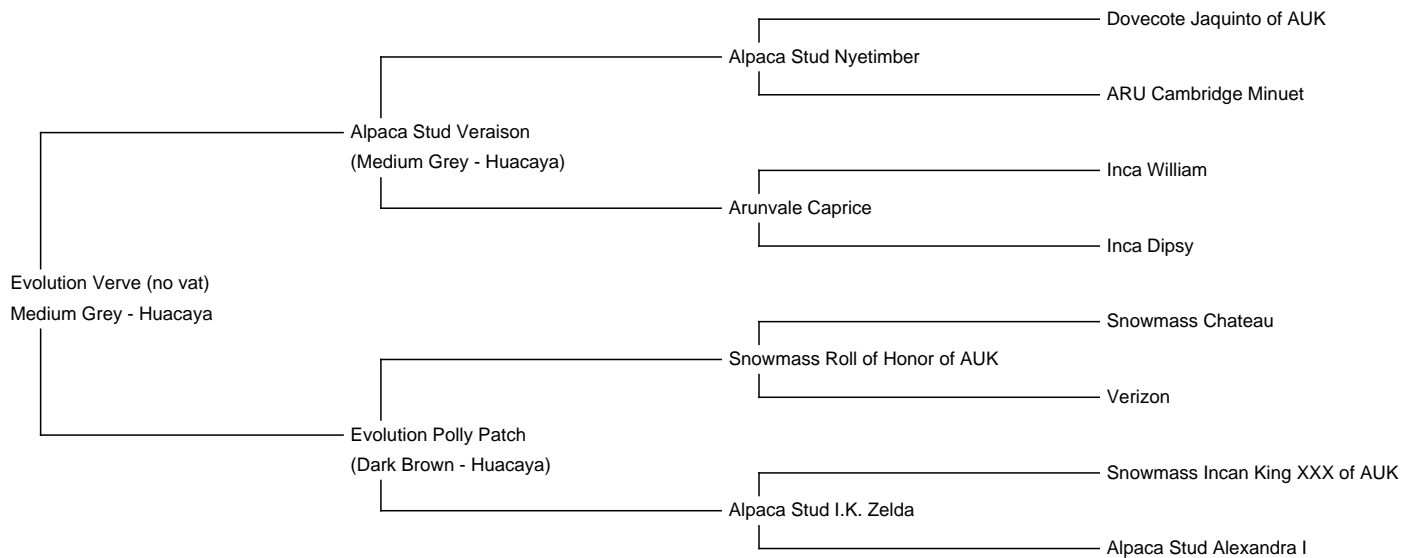 Dovecote Jaquinto of AUK
Alpaca Stud Nyetimber
ARU Cambridge Minuet
Alpaca Stud Veraison
(Medium Grey - Huacaya)
Inca William
Arunvale Caprice
Inca Dipsy
Evolution Verve (no vat)
Medium Grey - Huacaya
Snowmass Chateau
Snowmass Roll of Honor of AUK
Verizon
Evolution Polly Patch
(Dark Brown - Huacaya)
Snowmass Incan King XXX of AUK
Alpaca Stud I.K. Zelda
Alpaca Stud Alexandra I